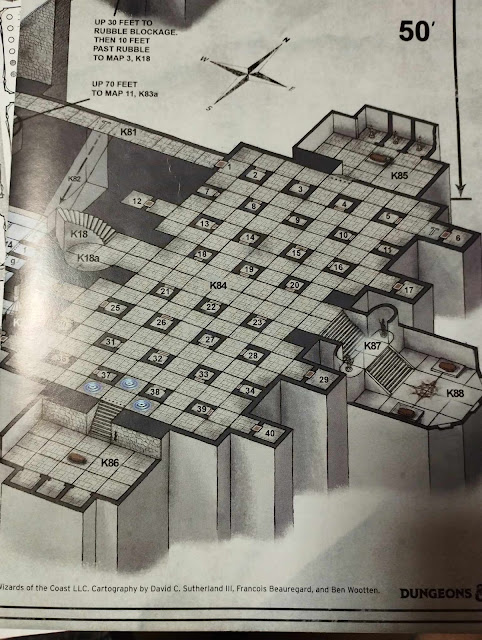 UP 30 FEET TO
RUBBLE BLOCKAGE.
THEN 10 FEET
PAST RUBBLE
TO MAP 3, K18
50'
N
W
E
S
UP 70 FEET
TO MAP 11, K83a
K81
K85
K82
1
2
3
4
5
6
7
8
9
10
11
12
13
14
15
16
17
18
19
20
K18
K18a
K84
21
22
23
25
26
27
28
29
31
32
33
34
37
38
39
40
K87
K88
K86
Wizards of the Coast LLC. Cartography by David C. Sutherland III, Francois Beauregard, and Ben Wootten.
DUNGEONS &